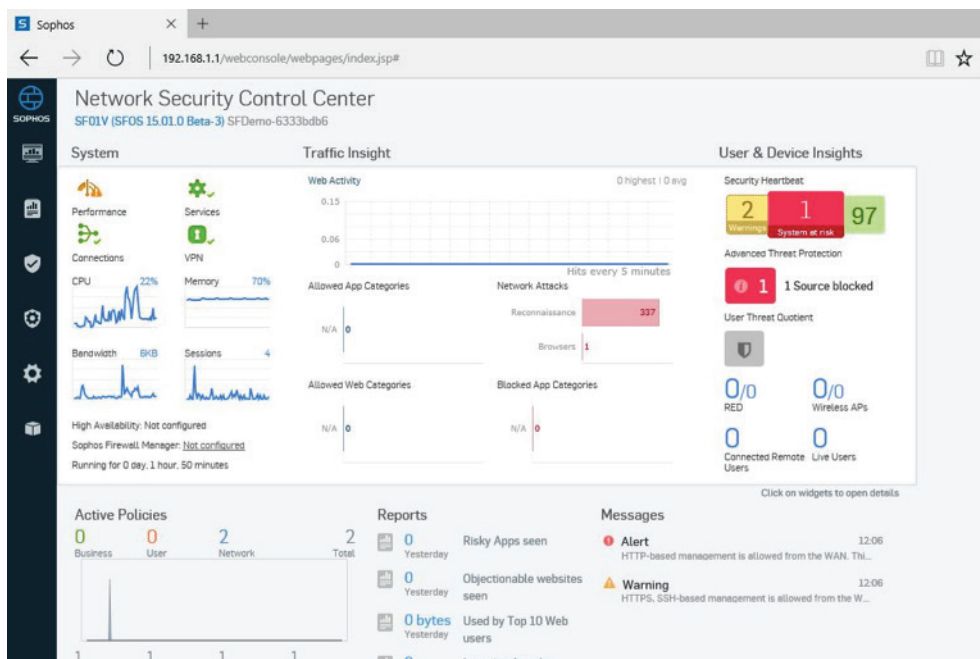 Sophos
192.168.1.1/webconsole/webpages/index.jsp#
SOPHOS
Network Security Control Center
SF01V (SFOS 15.01.0 Beta-3) SFDemo-6333bdb6
System
Performance
Services
Connections
VPN
CPU 22%
Memory 70%
Bandwidth 6KB
Sessions 4
High Availability: Not configured
Sophos Firewall Manager: Not configured
Running for 0 day, 1 hour, 50 minutes
Traffic Insight
Web Activity
0 highest | 0 avg
0.15
0.06
0
Hits every 5 minutes
Allowed App Categories
N/A 0
Network Attacks
Reconnaissance 337
Browsers 1
Allowed Web Categories
N/A 0
Blocked App Categories
N/A 0
User & Device Insights
Security Heartbeat
2
Warnings
1
System at risk
97
Advanced Threat Protection
1
1 Source blocked
User Threat Quotient
0/0
RED
0/0
Wireless APs
0
Connected Remote
Users
0
Live Users
Click on widgets to open details
Active Policies
0
Business
0
User
2
Network
2
Total
1 1 1 1
Reports
0
Yesterday
Risky Apps seen
0
Yesterday
Objectionable websites
seen
0 bytes
Yesterday
Used by Top 10 Web
users
Messages
Alert 12:06
HTTP-based management is allowed from the WAN. Thi...
Warning 12:06
HTTPS, SSH-based management is allowed from the W...